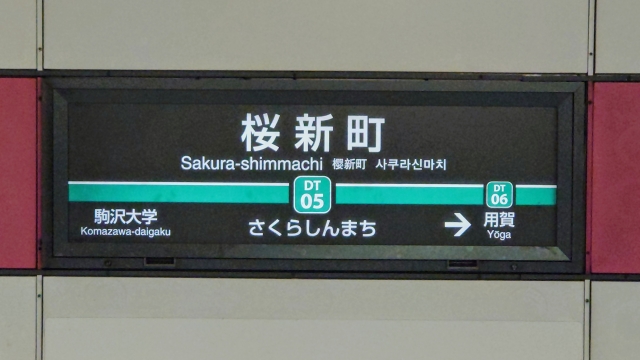 桜新町
Sakura-shimmachi 櫻新町 사쿠라신마치
DT
05
DT
06
駒沢大学
Komazawa-daigaku
さくらしんまち
→ 用賀
Yōga